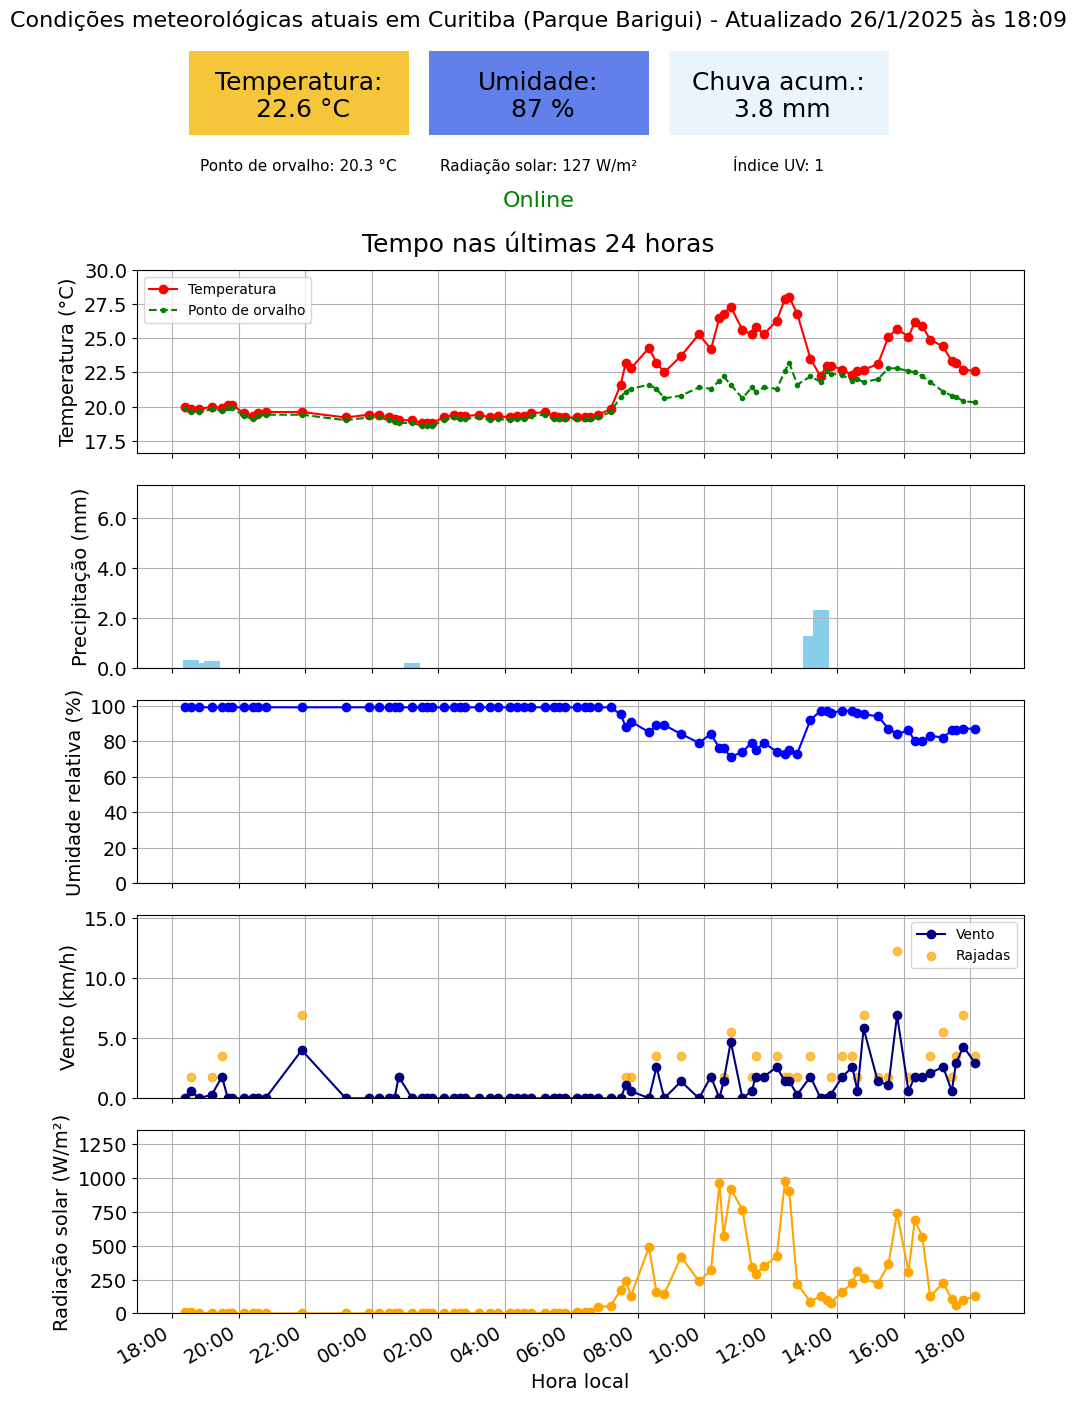 Condições meteorológicas atuais em Curitiba (Parque Barigui) - Atualizado 26/1/2025 às 18:09
Temperatura:
22.6 °C
Umidade:
87 %
Chuva acum.:
3.8 mm
Ponto de orvalho: 20.3 °C
Radiação solar: 127 W/m²
Índice UV: 1
Online
Tempo nas últimas 24 horas
Temperatura (°C)
30.0
27.5
25.0
22.5
20.0
17.5
Temperatura
Ponto de orvalho
Precipitação (mm)
6.0
4.0
2.0
0.0
Umidade relativa (%)
100
80
60
40
20
0
Vento (km/h)
15.0
10.0
5.0
0.0
Vento
Rajadas
Radiação solar (W/m²)
1250
1000
750
500
250
0
18:00
20:00
22:00
00:00
02:00
04:00
06:00
08:00
10:00
12:00
14:00
16:00
18:00
Hora local